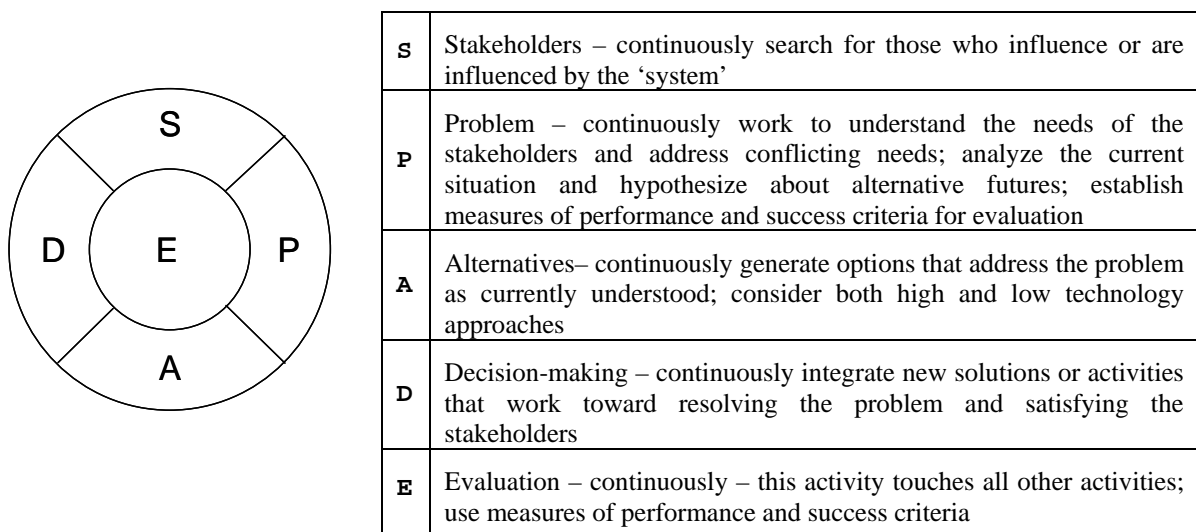 S
D
E
P
A
S
Stakeholders – continuously search for those who influence or are
influenced by the ‘system’
P
Problem – continuously work to understand the needs of the
stakeholders and address conflicting needs; analyze the current
situation and hypothesize about alternative futures; establish
measures of performance and success criteria for evaluation
A
Alternatives– continuously generate options that address the problem
as currently understood; consider both high and low technology
approaches
D
Decision-making – continuously integrate new solutions or activities
that work toward resolving the problem and satisfying the
stakeholders
E
Evaluation – continuously – this activity touches all other activities;
use measures of performance and success criteria